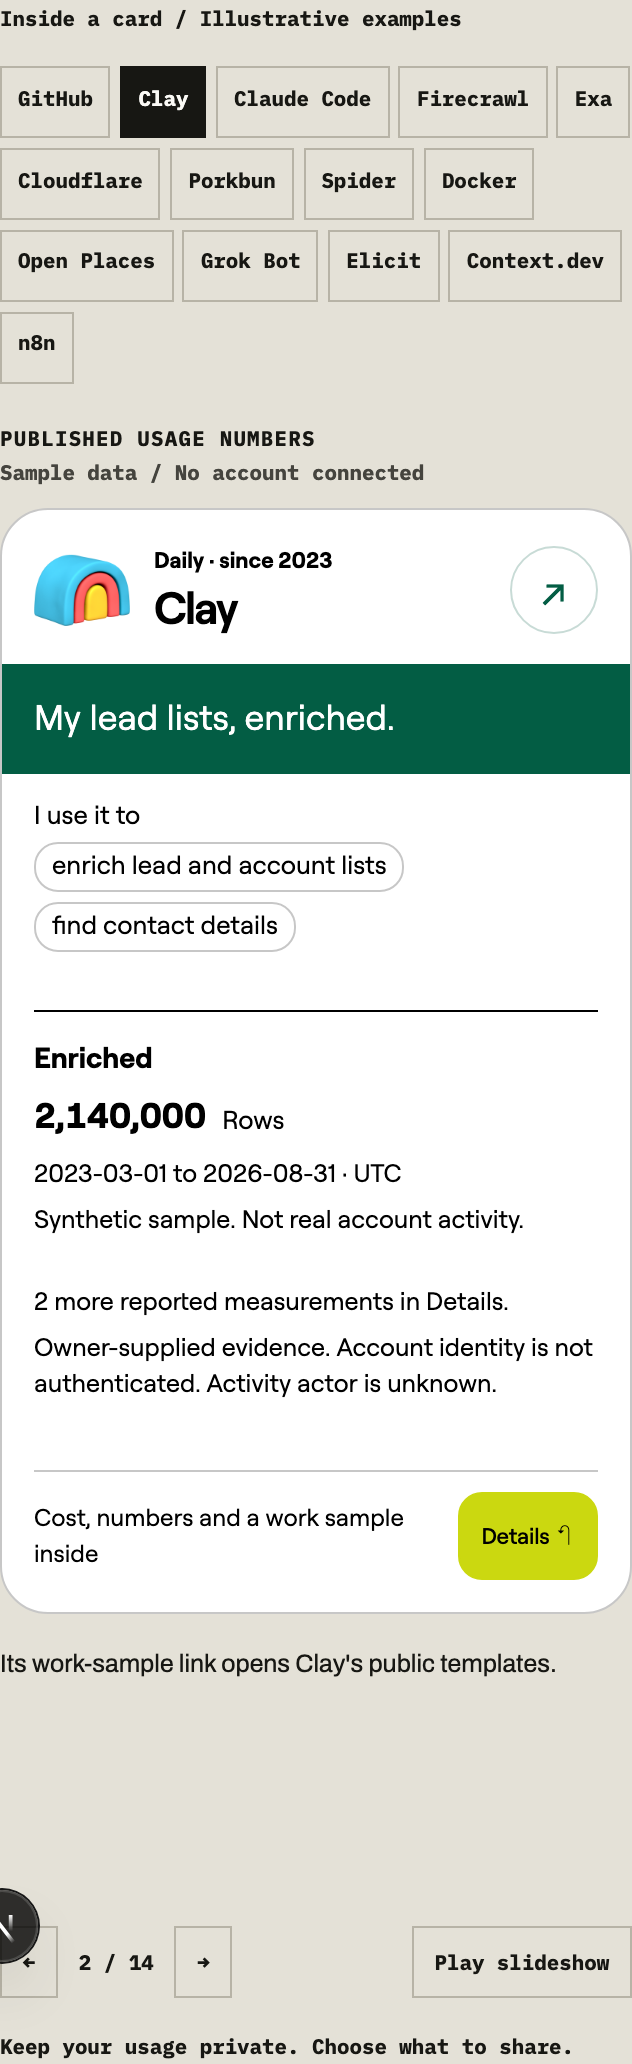 Inside a card / Illustrative examples
GitHub
Clay
Claude Code
Firecrawl
Exa
Cloudflare
Porkbun
Spider
Docker
Open Places
Grok Bot
Elicit
Context.dev
n8n
PUBLISHED USAGE NUMBERS
Sample data / No account connected
Daily · since 2023
Clay
My lead lists, enriched.
I use it to
enrich lead and account lists
find contact details
Enriched
2,140,000 Rows
2023-03-01 to 2026-08-31 · UTC
Synthetic sample. Not real account activity.
2 more reported measurements in Details.
Owner-supplied evidence. Account identity is not
authenticated. Activity actor is unknown.
Cost, numbers and a work sample
inside
Details
Its work-sample link opens Clay's public templates.
N
← 2 / 14 →
Play slideshow
Keep your usage private. Choose what to share.